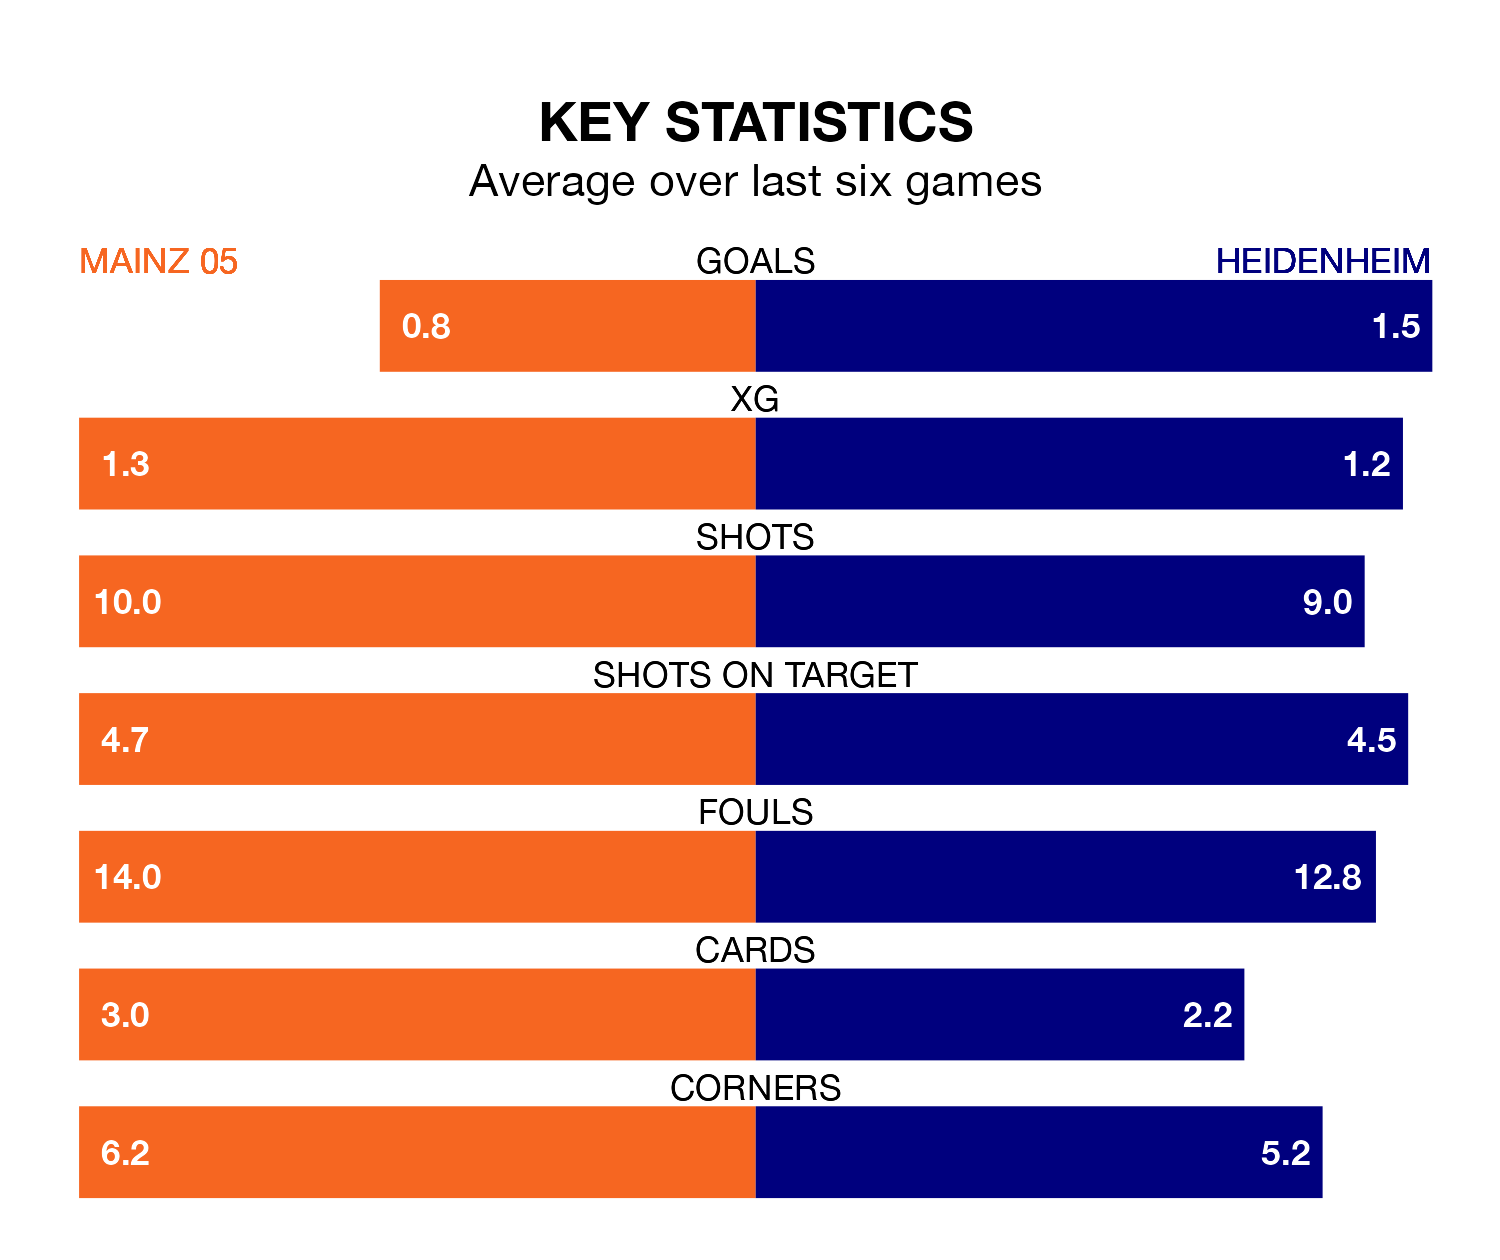 KEY STATISTICS
Average over last six games
MAINZ 05 GOALS HEIDENHEIM
0.8 1.5
XG
1.3 1.2
SHOTS
10.0 9.0
SHOTS ON TARGET
4.7 4.5
FOULS
14.0 12.8
CARDS
3.0 2.2
CORNERS
6.2 5.2